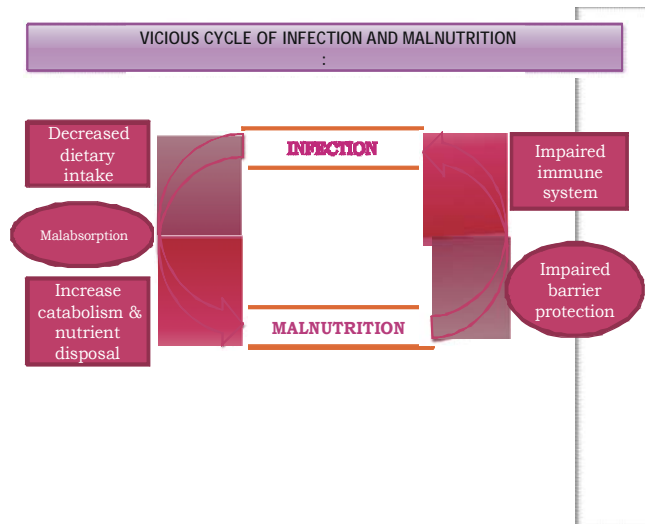 VICIOUS CYCLE OF INFECTION AND MALNUTRITION
:
Decreased
dietary
intake
INFECTION
Impaired
immune
system
Malabsorption
Impaired
barrier
protection
Increase
catabolism &
nutrient
disposal
MALNUTRITION